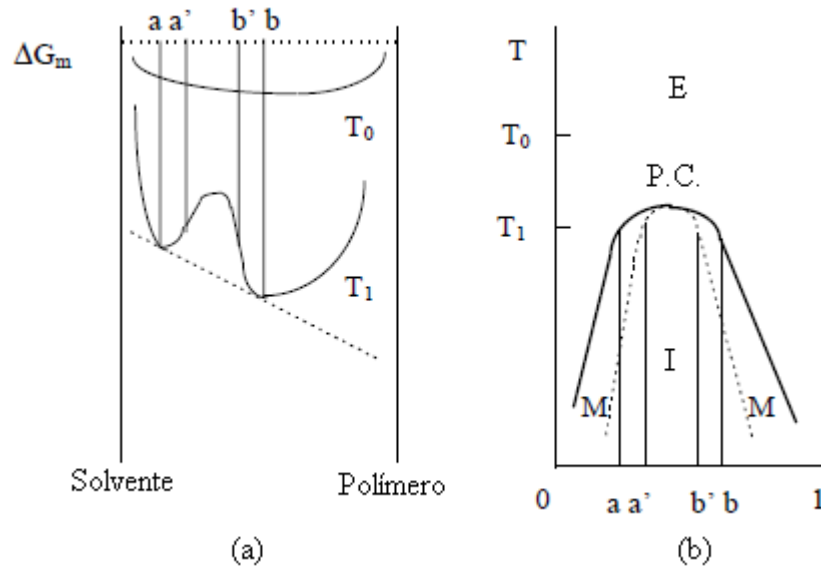 a a’ b’ b
ΔGm
T0
T1
Solvente
Polímero
(a)
T
E
T0
P.C.
T1
I
M M
0 a a’ b’ b 1
(b)